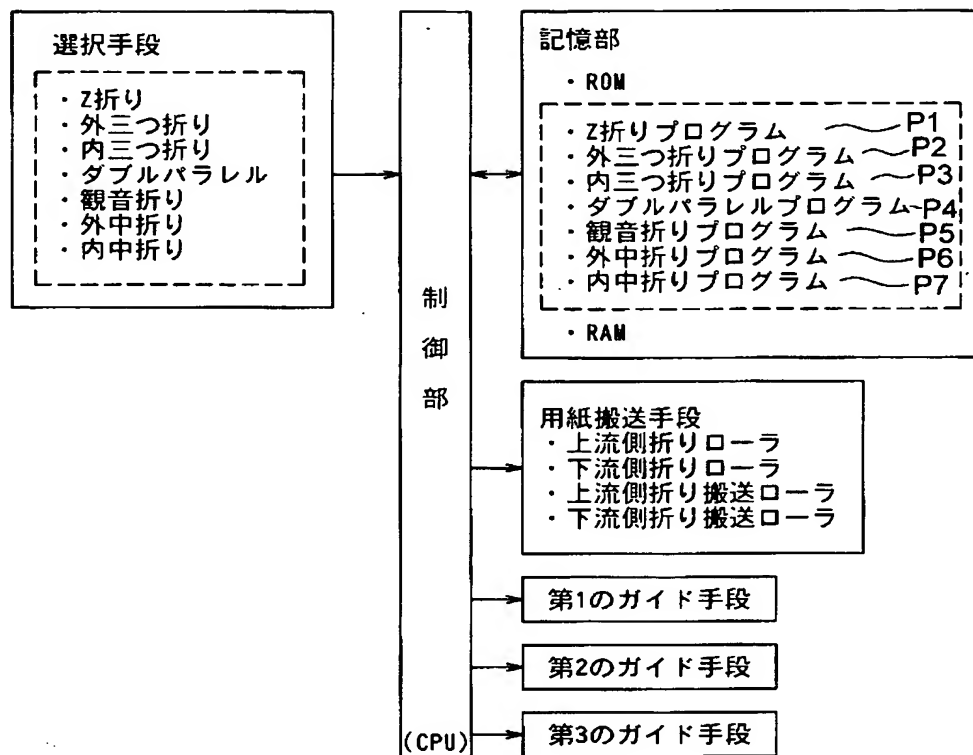 選択手段
・Z折り
・外三つ折り
・内三つ折り
・ダブルパラレル
・観音折り
・外中折り
・内中折り
制御部
(CPU)
記憶部
・ROM
・Z折りプログラム P1
・外三つ折りプログラム P2
・内三つ折りプログラム P3
・ダブルパラレルプログラム P4
・観音折りプログラム P5
・外中折りプログラム P6
・内中折りプログラム P7
・RAM
用紙搬送手段
・上流側折りローラ
・下流側折りローラ
・上流側折り搬送ローラ
・下流側折り搬送ローラ
第1のガイド手段
第2のガイド手段
第3のガイド手段